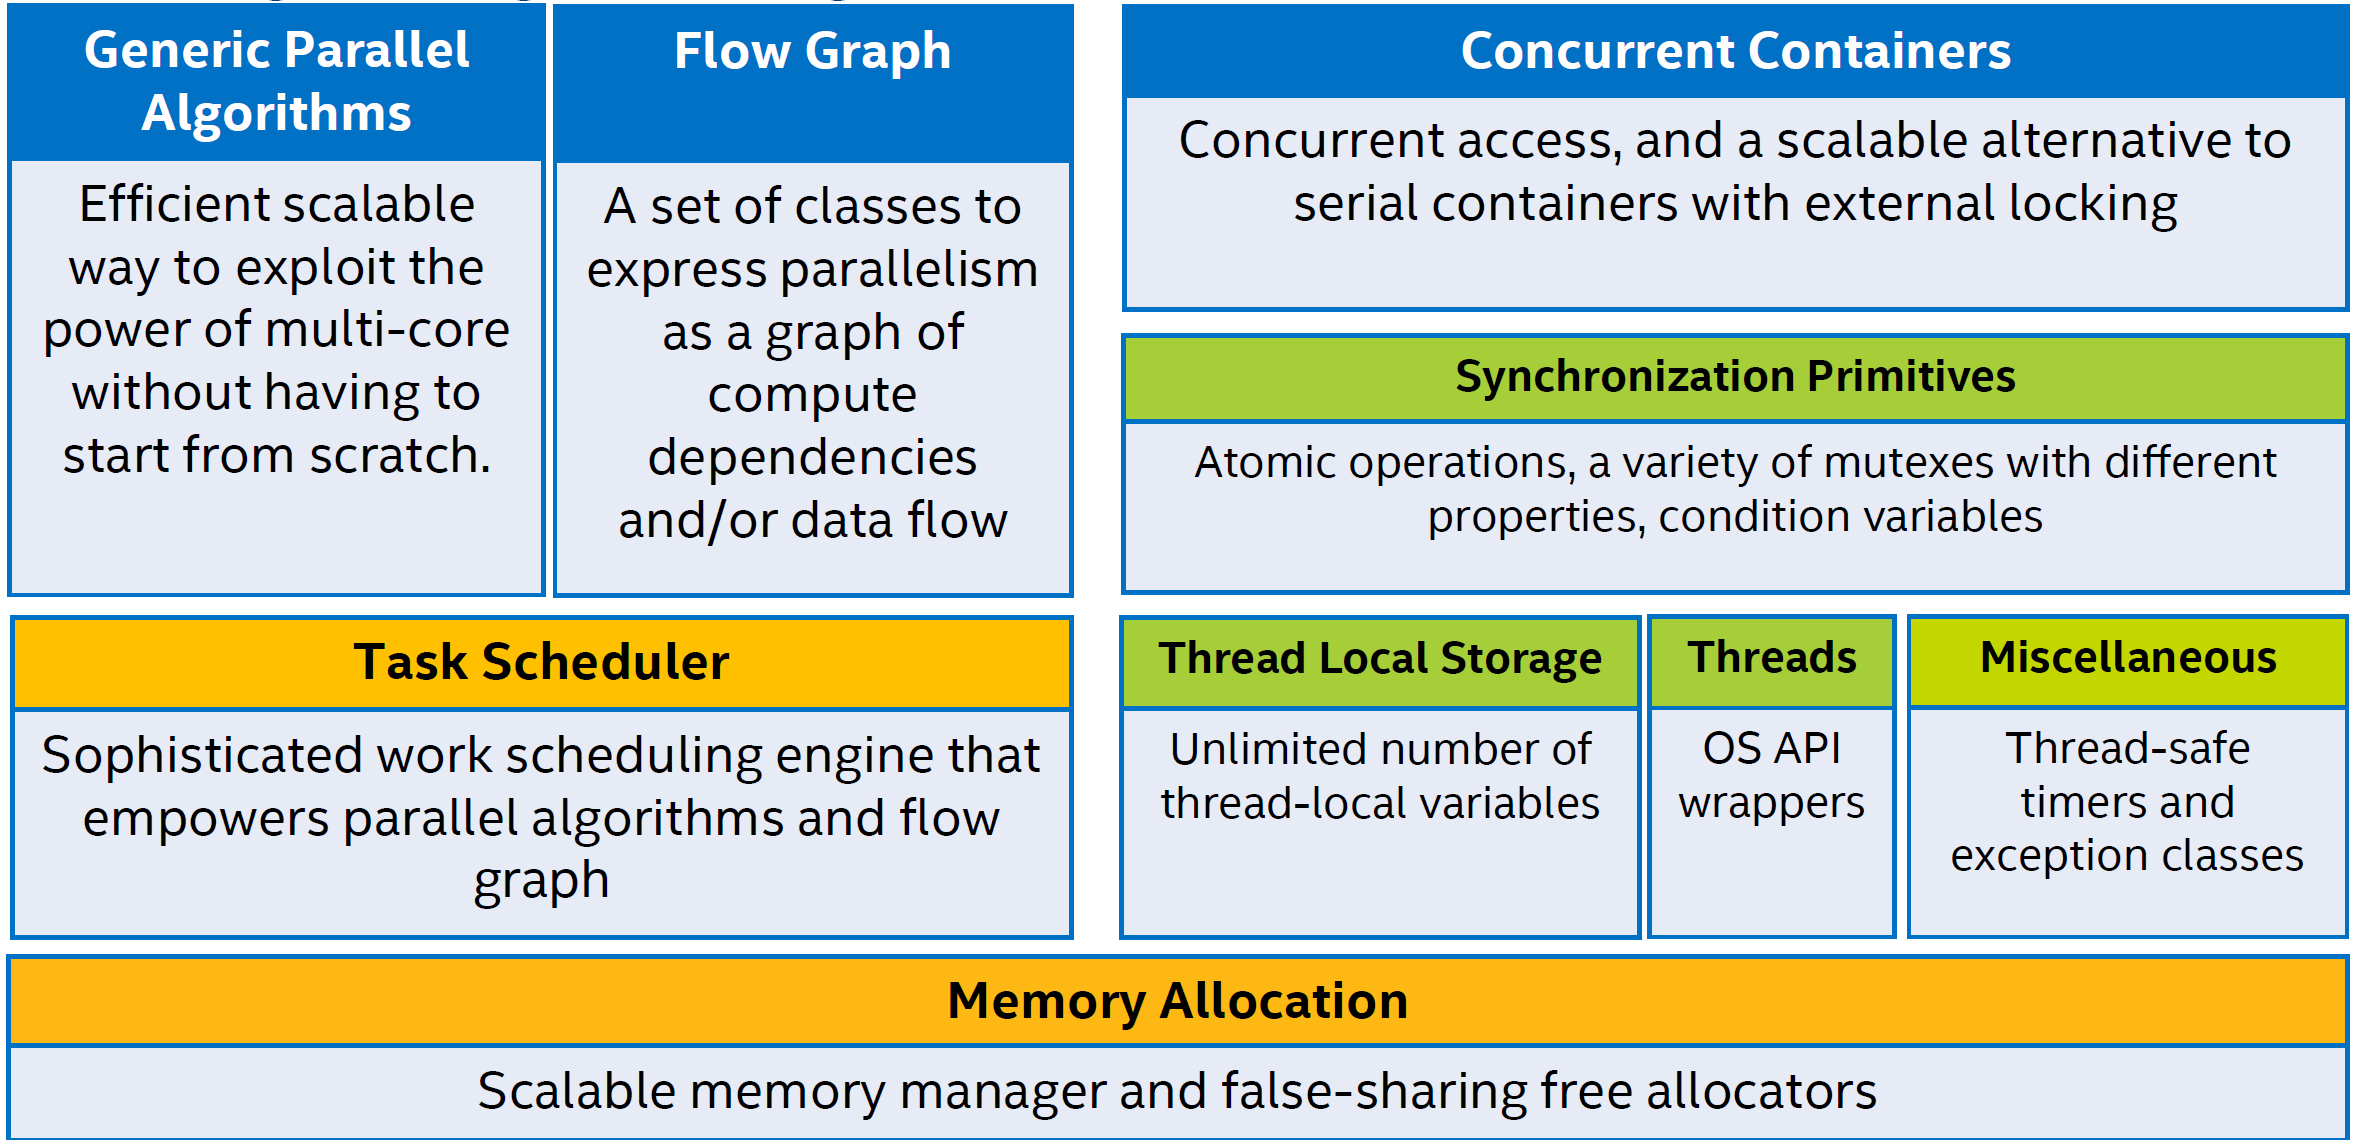 Generic Parallel
Algorithms
Efficient scalable
way to exploit the
power of multi-core
without having to
start from scratch.
Flow Graph
A set of classes to
express parallelism
as a graph of
compute
dependencies
and/or data flow
Concurrent Containers
Concurrent access, and a scalable alternative to
serial containers with external locking
Synchronization Primitives
Atomic operations, a variety of mutexes with different
properties, condition variables
Task Scheduler
Sophisticated work scheduling engine that
empowers parallel algorithms and flow
graph
Thread Local Storage
Unlimited number of
thread-local variables
Threads
OS API
wrappers
Miscellaneous
Thread-safe
timers and
exception classes
Memory Allocation
Scalable memory manager and false-sharing free allocators